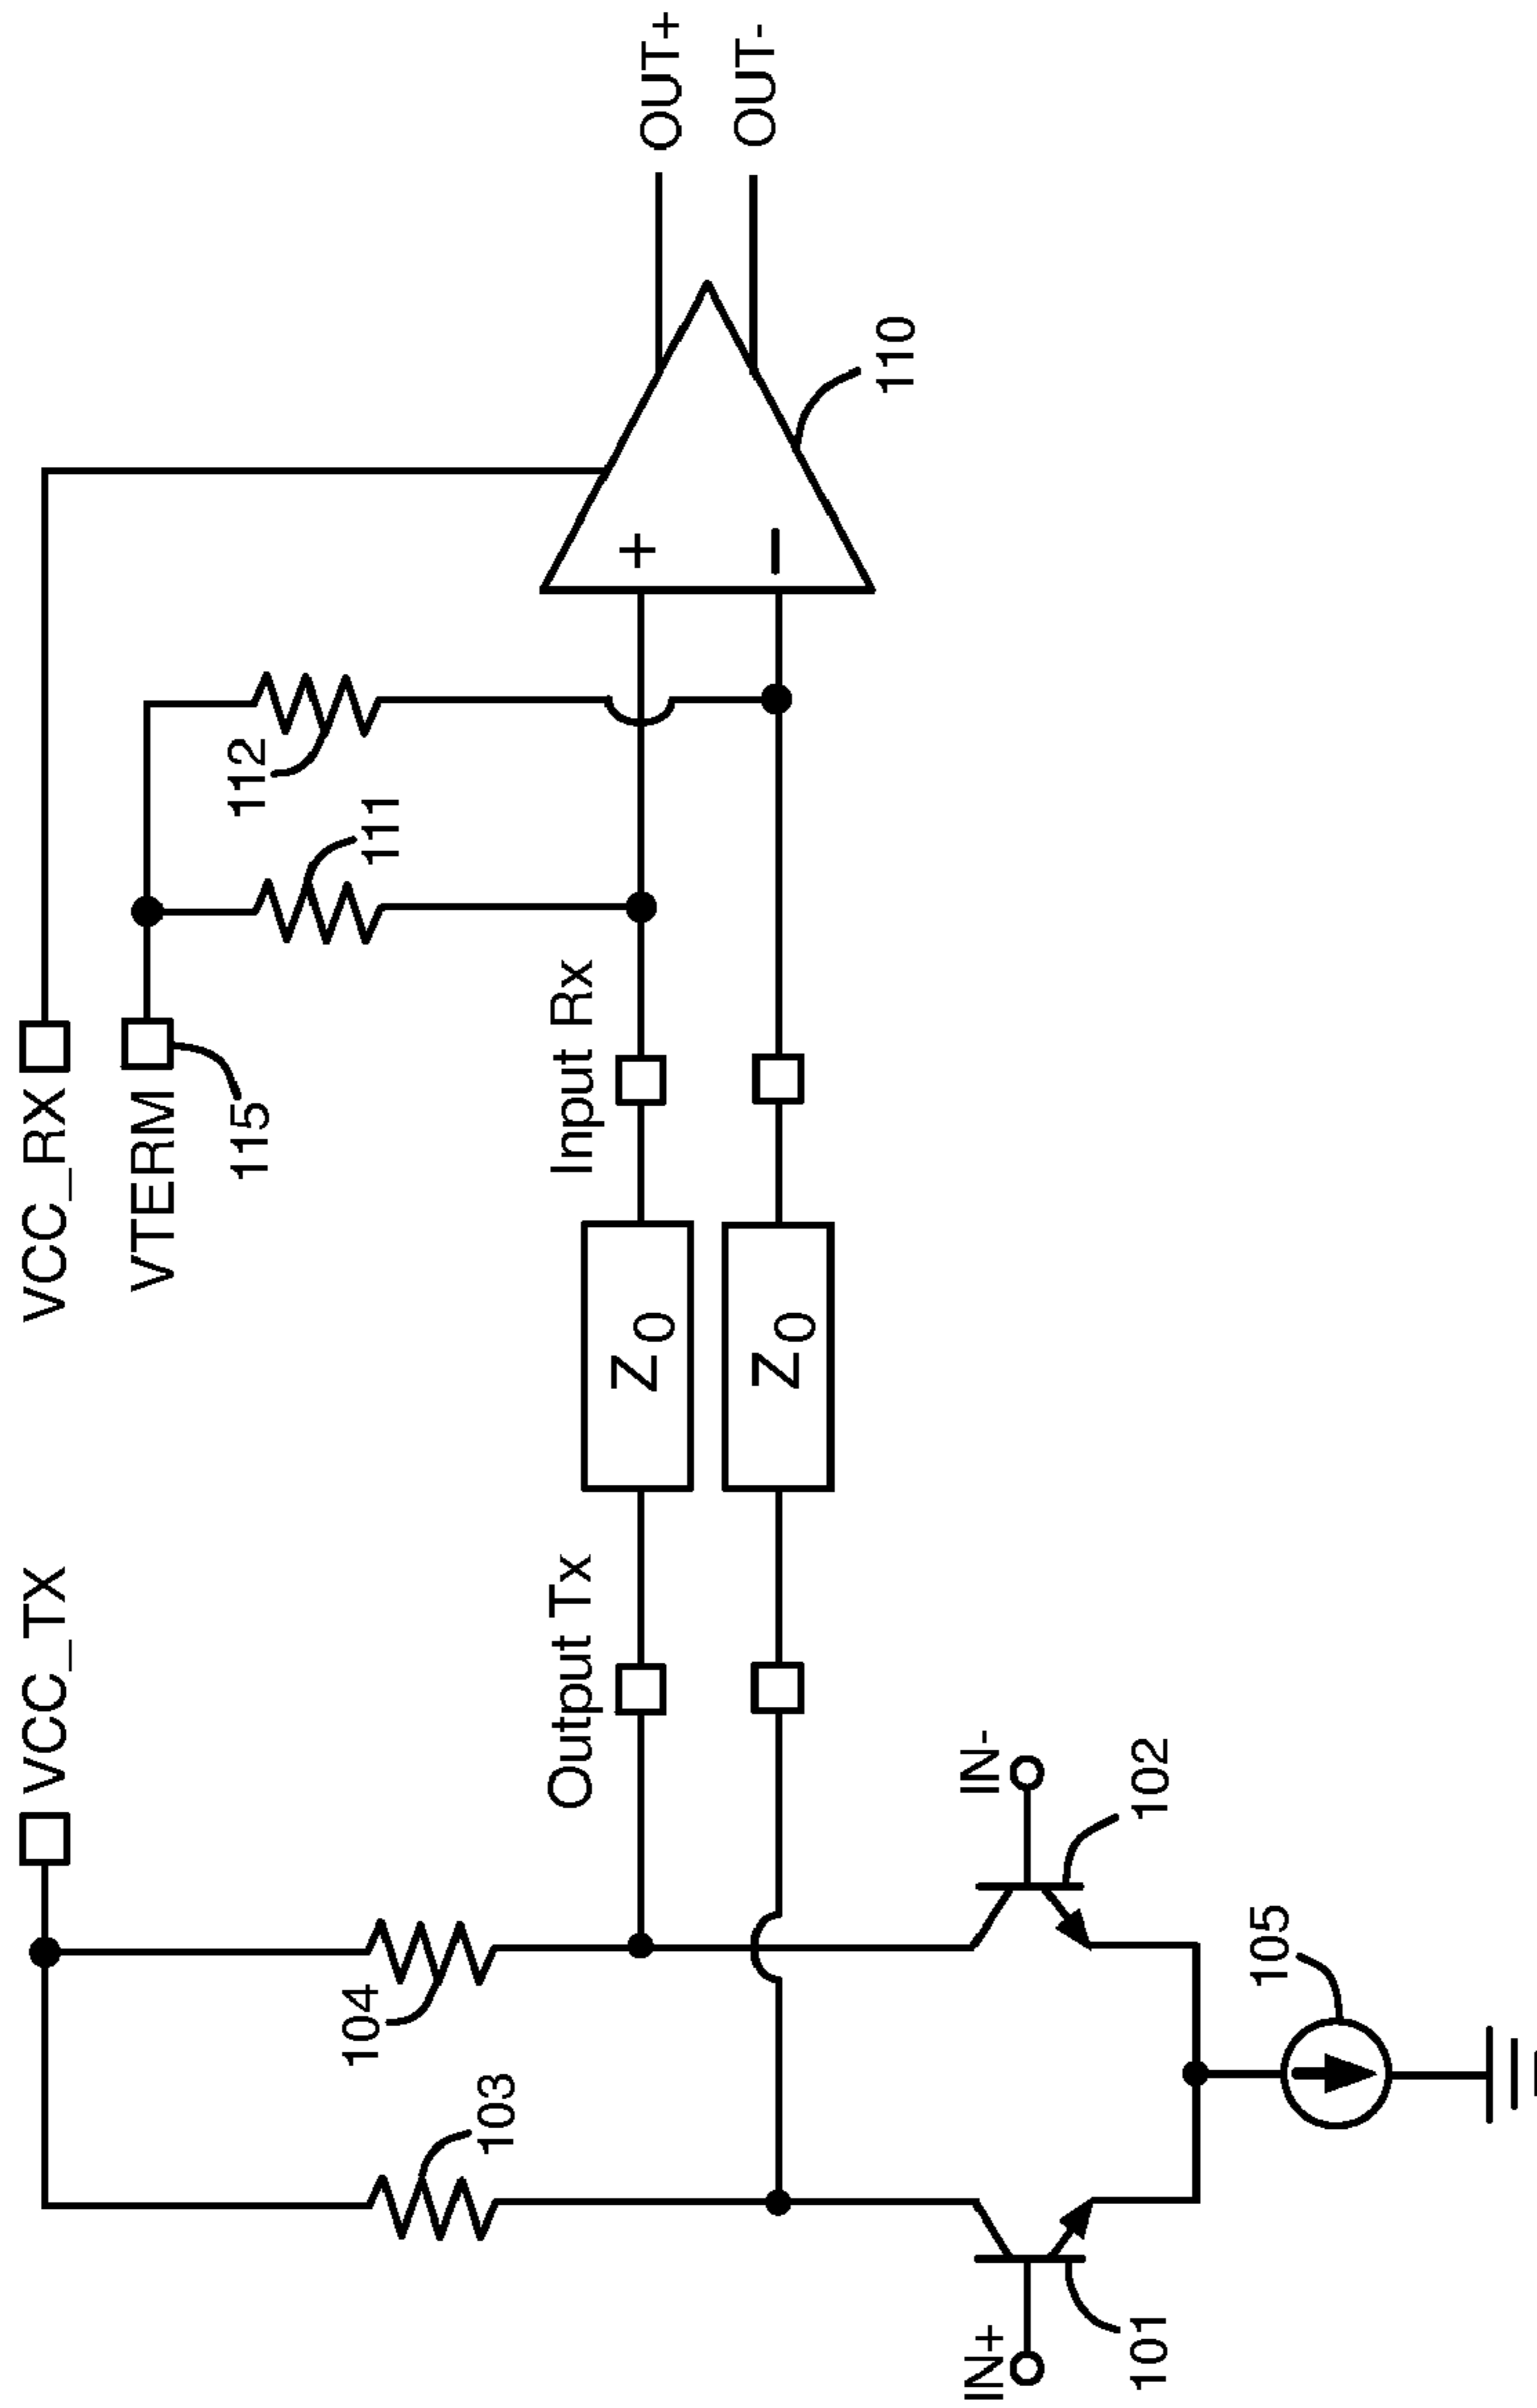 VCC_TX
VCC_RX
VTERM
115
104
103
112
111
Output Tx
Input Rx
Z0
Z0
+
−
OUT+
OUT-
110
IN+
IN-
101
102
105